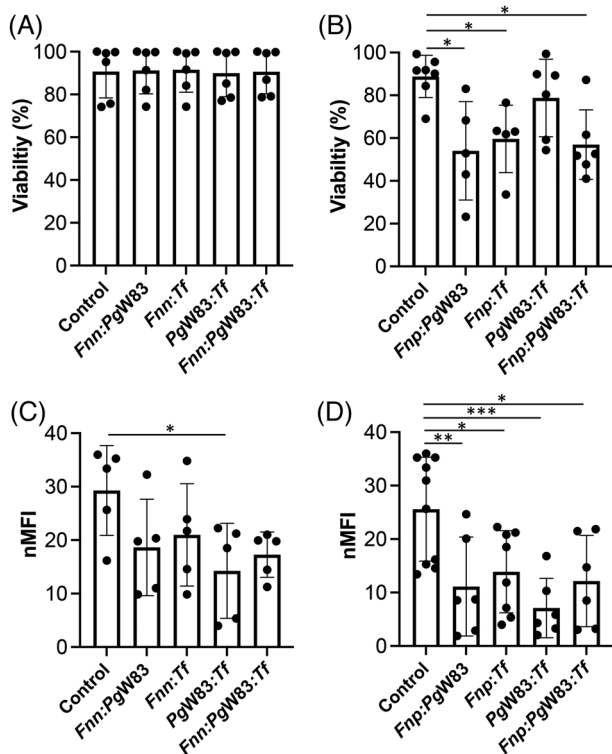 (A)
Viabiltiy (%)
100
80
60
40
20
0
Control
Fnn:PgW83
Fnn:Tf
PgW83:Tf
Fnn:PgW83:Tf
(B)
*
*
*
Viabiltiy (%)
100
80
60
40
20
0
Control
Fnp:PgW83
Fnp:Tf
PgW83:Tf
Fnp:PgW83:Tf
(C)
*
nMFI
40
30
20
10
0
Control
Fnn:PgW83
Fnn:Tf
PgW83:Tf
Fnn:PgW83:Tf
(D)
*
***
*
**
nMFI
40
30
20
10
0
Control
Fnp:PgW83
Fnp:Tf
PgW83:Tf
Fnp:PgW83:Tf